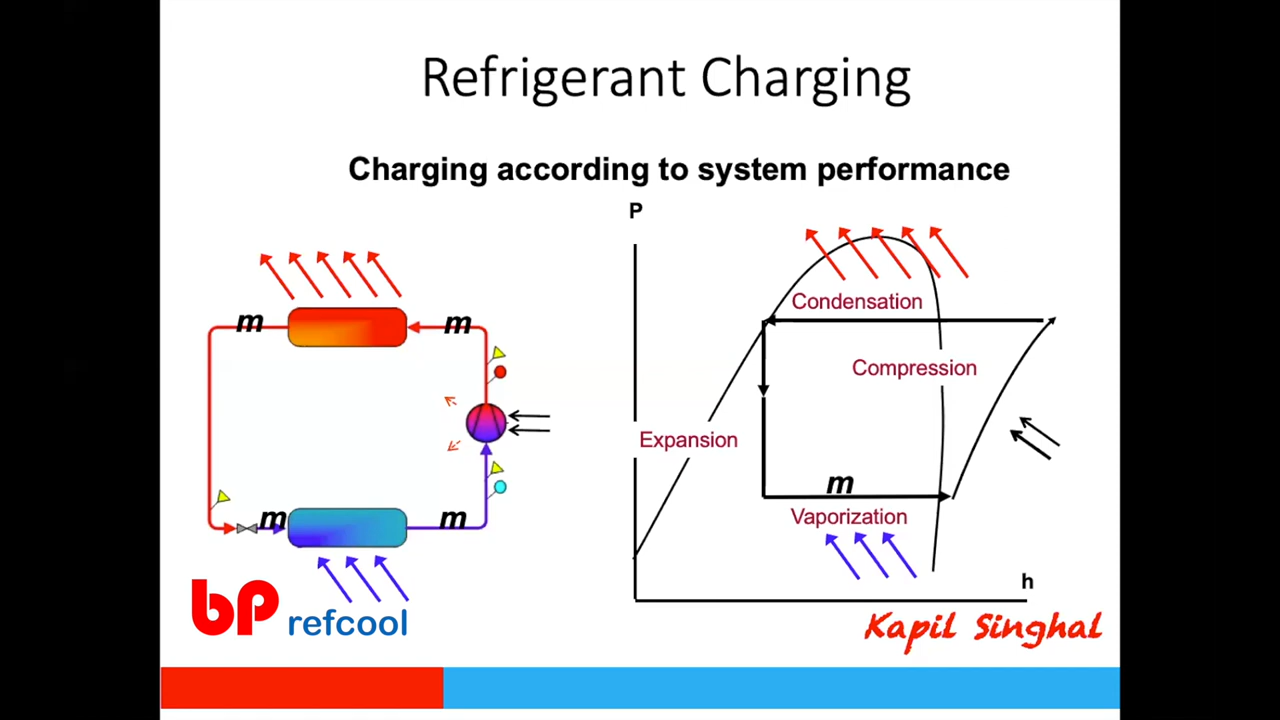 Refrigerant Charging
Charging according to system performance
P
Condensation
m
m
Compression
Expansion
m
m
m
Vaporization
h
bp refcool
Kapil Singhal